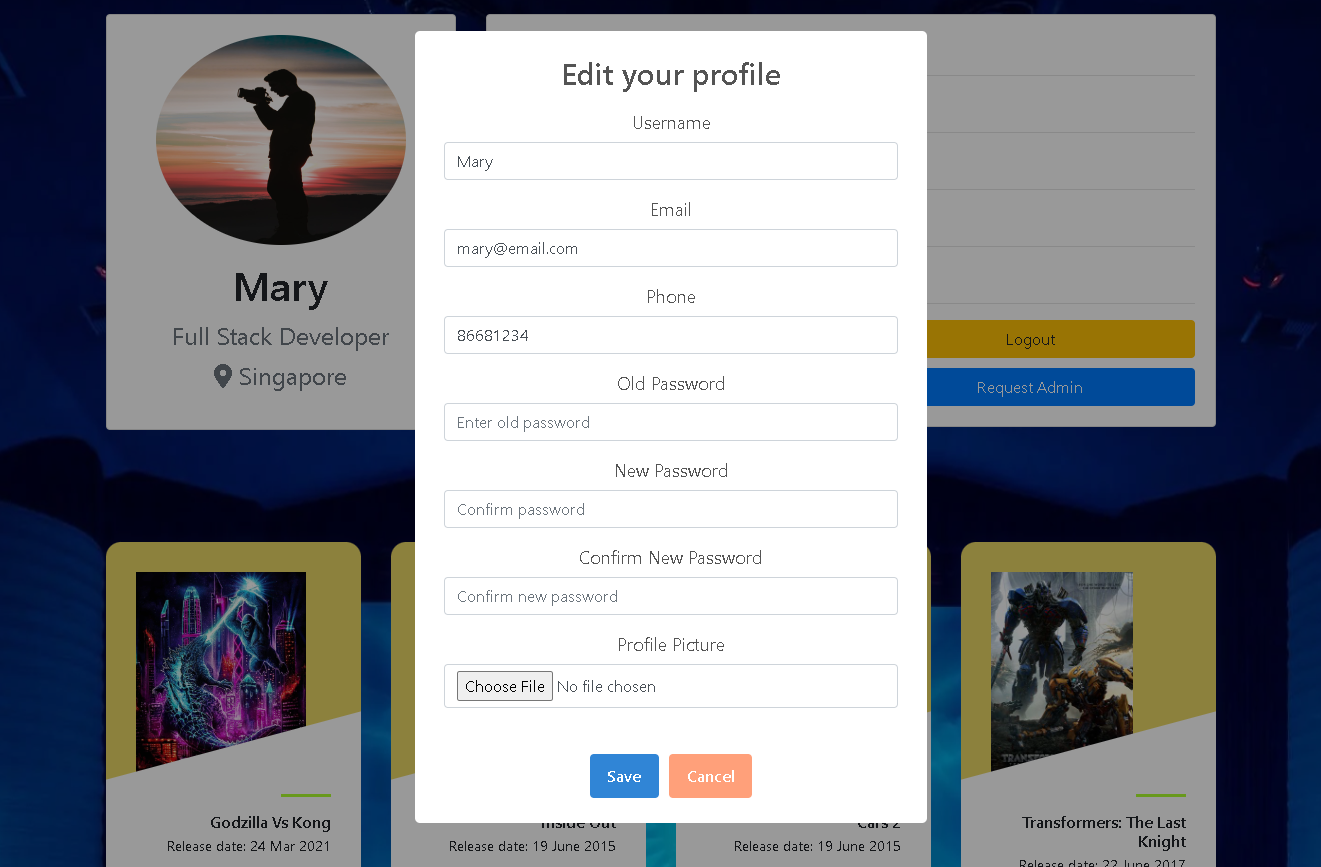 Edit your profile
Username
Mary
Email
mary@email.com
Phone
86681234
Old Password
Enter old password
New Password
Confirm password
Confirm New Password
Confirm new password
Profile Picture
Choose File No file chosen
Save Cancel
Mary
Full Stack Developer
Singapore
Logout
Request Admin
Godzilla Vs Kong
Release date: 24 Mar 2021
Inside Out
Release date: 19 June 2015
Cars 2
Release date: 19 June 2015
Transformers: The Last
Knight
Release date: 22 June 2017